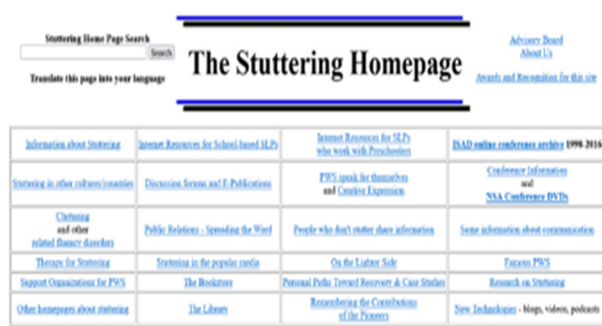 Stuttering Home Page Search
Search
Translate this page into your language
The Stuttering Homepage
Advisory Board
About Us
Awards and Recognition for this site
Information about Stuttering
Internet Resources for School-based SLPs
Internet Resources for SLPs
who work with Preschoolers
ISAD online conference archive 1998-2016
Stuttering in other cultures/countries
Discussion forums and E-Publications
PWS speak for themselves
and Creative Expression
Conference Information
and
NSA Conference DVDs
Cluttering
and other
related fluency disorders
Public Relations - Spreading the Word
People who don't stutter share information
Some information about communication
Therapy for Stuttering
Stuttering in the popular media
On the Lighter Side
Famous PWS
Support Organizations for PWS
The Bookstore
Personal Paths Toward Recovery & Case Studies
Research on Stuttering
Other homepages about stuttering
The Library
Remembering the Contributions
of the Pioneers
New Technologies - blogs, videos, podcasts